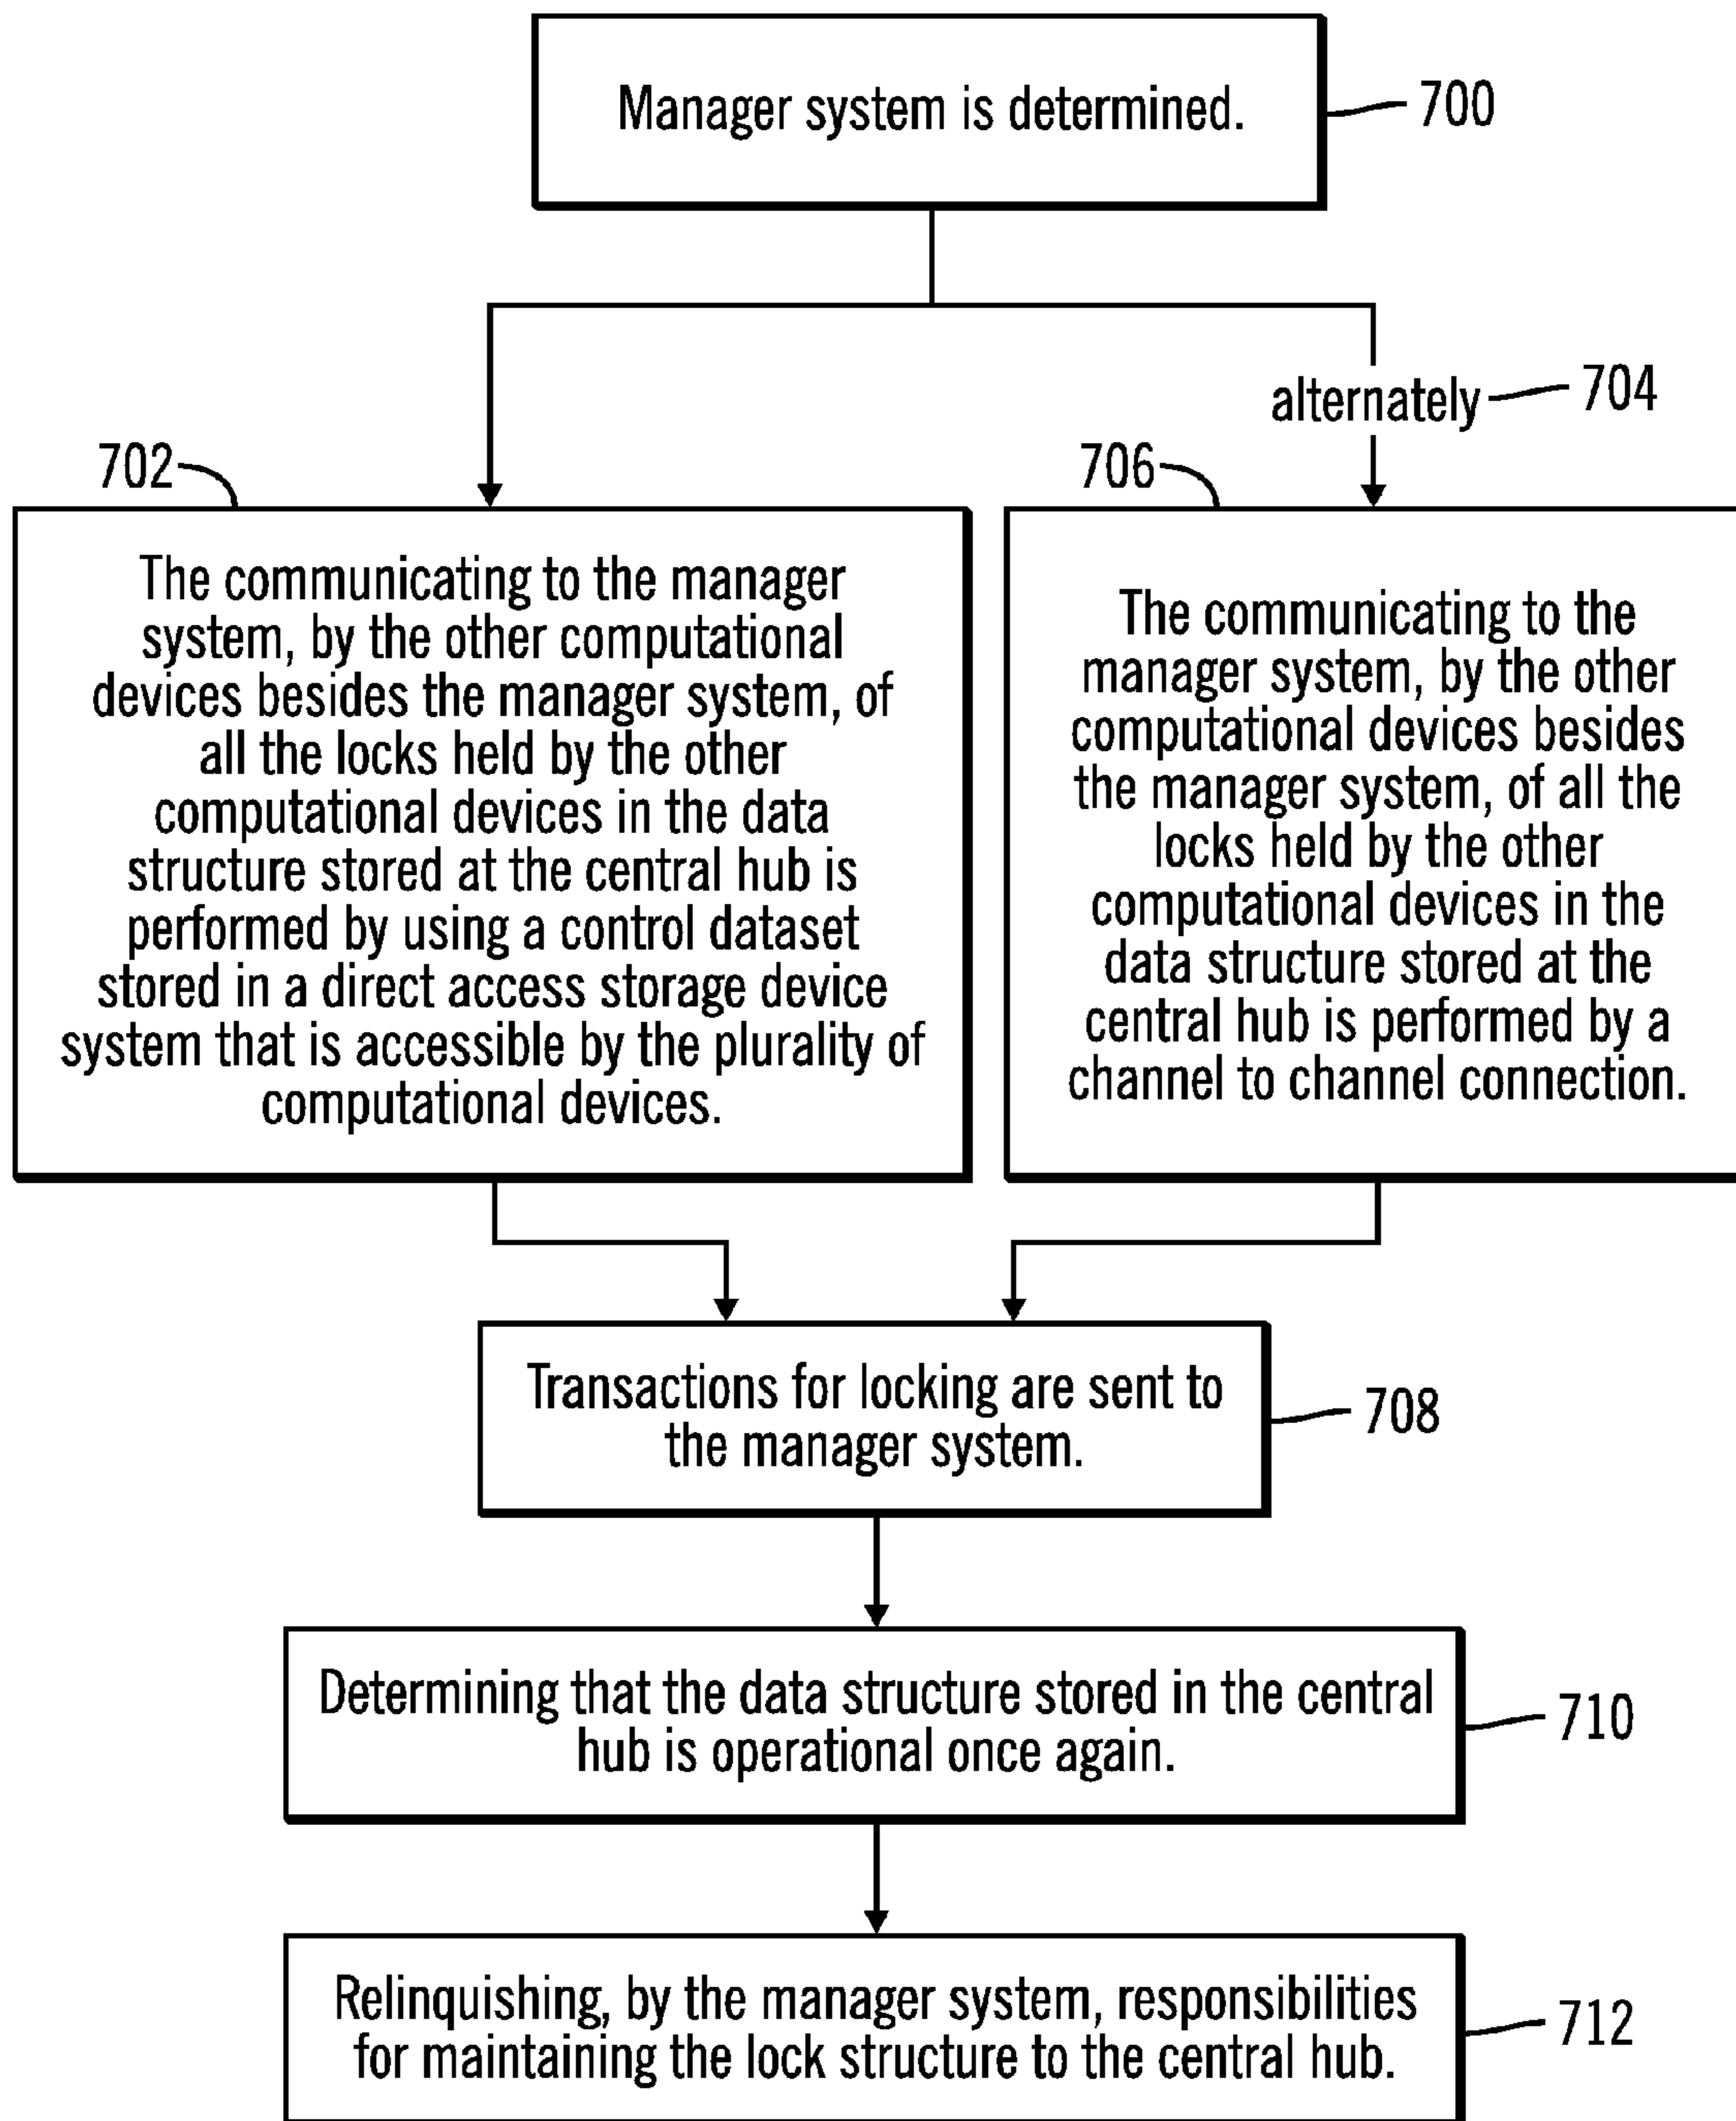 Manager system is determined.
700
alternately
704
702
The communicating to the manager
system, by the other computational
devices besides the manager system, of
all the locks held by the other
computational devices in the data
structure stored at the central hub is
performed by using a control dataset
stored in a direct access storage device
system that is accessible by the plurality of
computational devices.
706
The communicating to the
manager system, by the other
computational devices besides
the manager system, of all the
locks held by the other
computational devices in the
data structure stored at the
central hub is performed by a
channel to channel connection.
Transactions for locking are sent to
the manager system.
708
Determining that the data structure stored in the central
hub is operational once again.
710
Relinquishing, by the manager system, responsibilities
for maintaining the lock structure to the central hub.
712